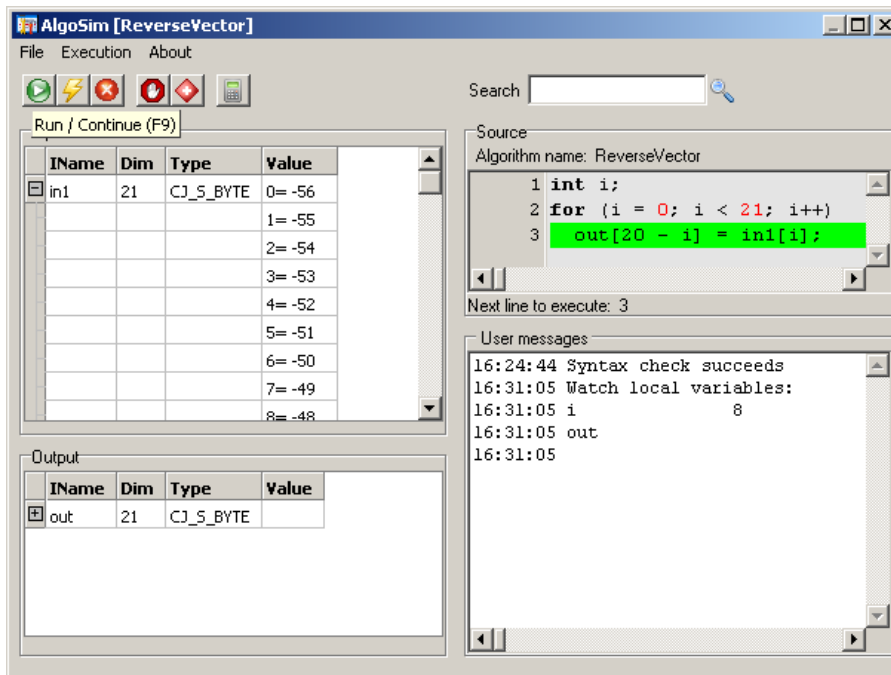 AlgoSim [ReverseVector]
File Execution About
Search
Run / Continue (F9)
IName Dim Type Value
in1 21 CJ_S_BYTE 0= -56
1= -55
2= -54
3= -53
4= -52
5= -51
6= -50
7= -49
8= -48
Output
IName Dim Type Value
out 21 CJ_S_BYTE
Source
Algorithm name: ReverseVector
1 int i;
2 for (i = 0; i < 21; i++)
3 out[20 - i] = in1[i];
Next line to execute: 3
User messages
16:24:44 Syntax check succeeds
16:31:05 Watch local variables:
16:31:05 i 8
16:31:05 out
16:31:05